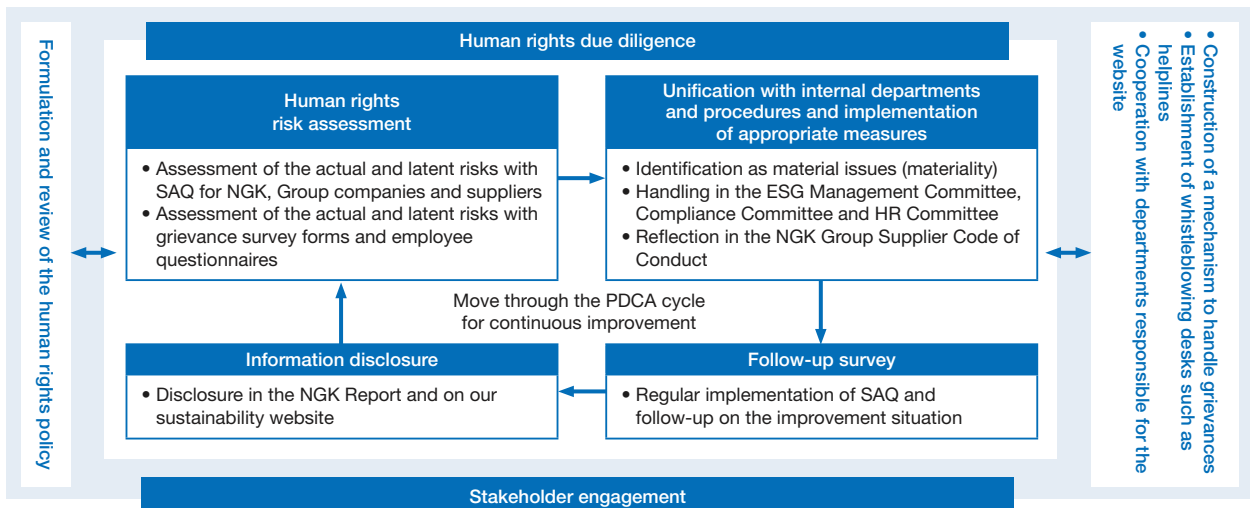 Formulation and review of the human rights policy
Human rights due diligence
Human rights
risk assessment
• Assessment of the actual and latent risks with
SAQ for NGK, Group companies and suppliers
• Assessment of the actual and latent risks with
grievance survey forms and employee
questionnaires
Unification with internal departments
and procedures and implementation
of appropriate measures
• Identification as material issues (materiality)
• Handling in the ESG Management Committee,
Compliance Committee and HR Committee
• Reflection in the NGK Group Supplier Code of
Conduct
Move through the PDCA cycle
for continuous improvement
Information disclosure
• Disclosure in the NGK Report and on our
sustainability website
Follow-up survey
• Regular implementation of SAQ and
follow-up on the improvement situation
Stakeholder engagement
• Construction of a mechanism to handle grievances
• Establishment of whistleblowing desks such as
helplines
• Cooperation with departments responsible for the
website